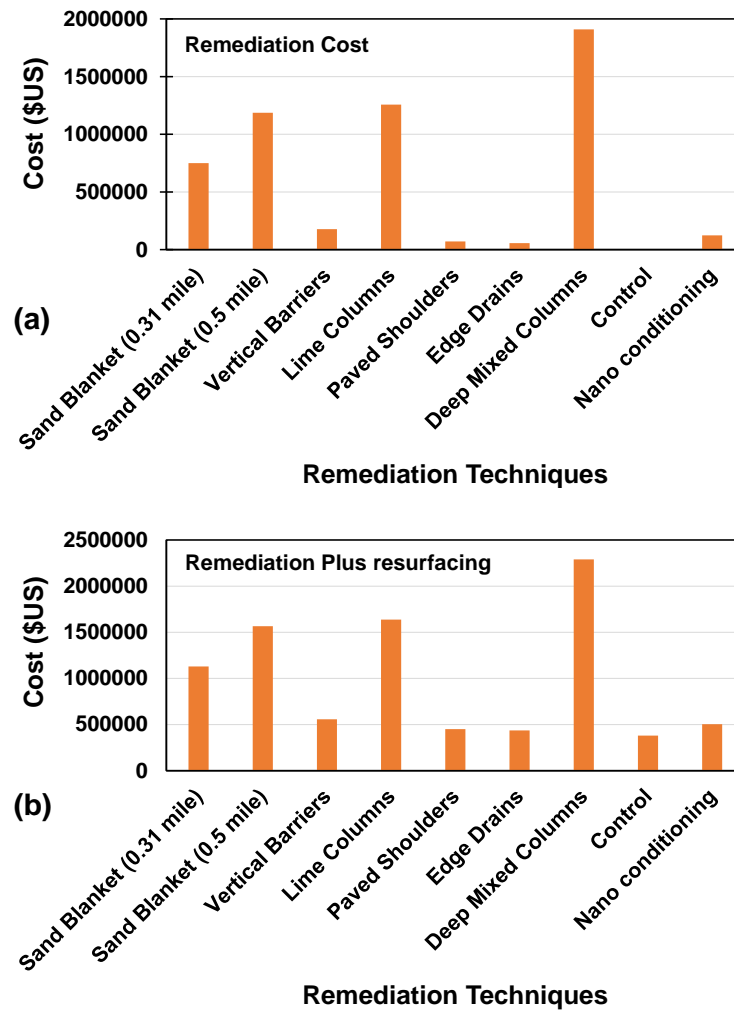 2000000
Remediation Cost
1500000
1000000
500000
0
Cost ($US)
(a)
Sand Blanket (0.31 mile)
Sand Blanket (0.5 mile)
Vertical Barriers
Lime Columns
Paved Shoulders
Edge Drains
Deep Mixed Columns
Control
Nano conditioning
Remediation Techniques
2500000
Remediation Plus resurfacing
2000000
1500000
1000000
500000
0
Cost ($US)
(b)
Sand Blanket (0.31 mile)
Sand Blanket (0.5 mile)
Vertical Barriers
Lime Columns
Paved Shoulders
Edge Drains
Deep Mixed Columns
Control
Nano conditioning
Remediation Techniques